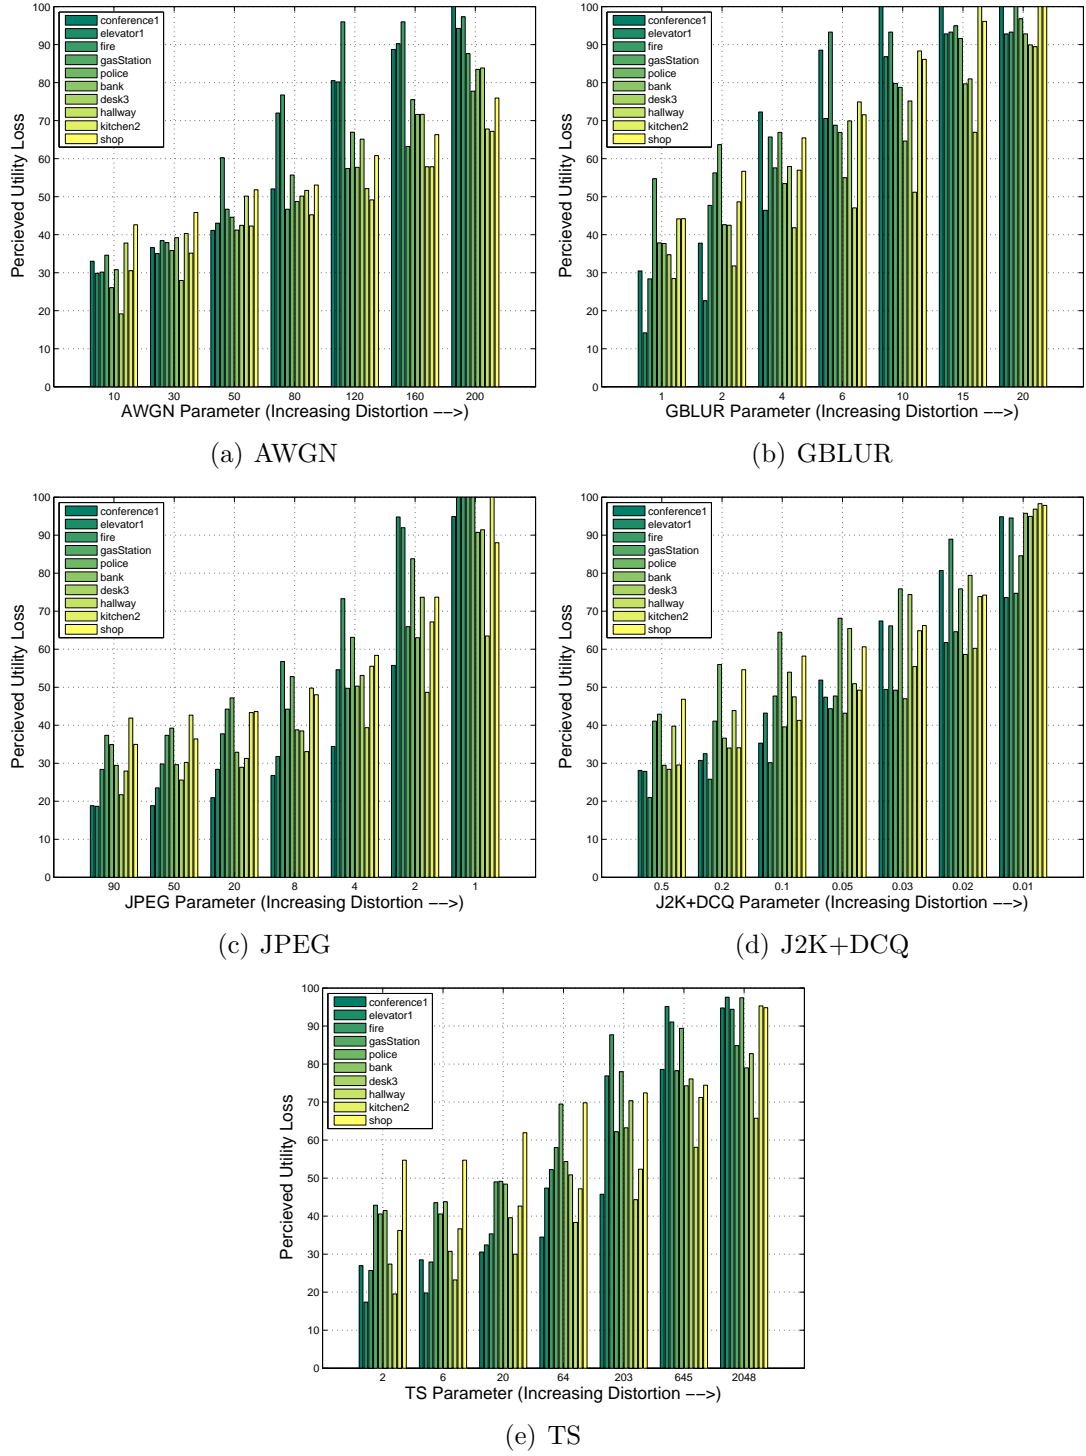 100
90
80
70
60
50
40
30
20
10
0
Percieved Utility Loss
conference1
elevator1
fire
gasStation
police
bank
desk3
hallway
kitchen2
shop
10 30 50 80 120 160 200
AWGN Parameter (Increasing Distortion −−>)
(a) AWGN
100
90
80
70
60
50
40
30
20
10
0
Percieved Utility Loss
conference1
elevator1
fire
gasStation
police
bank
desk3
hallway
kitchen2
shop
1 2 4 6 10 15 20
GBLUR Parameter (Increasing Distortion −−>)
(b) GBLUR
100
90
80
70
60
50
40
30
20
10
0
Percieved Utility Loss
conference1
elevator1
fire
gasStation
police
bank
desk3
hallway
kitchen2
shop
90 50 20 8 4 2 1
JPEG Parameter (Increasing Distortion −−>)
(c) JPEG
100
90
80
70
60
50
40
30
20
10
0
Percieved Utility Loss
conference1
elevator1
fire
gasStation
police
bank
desk3
hallway
kitchen2
shop
0.5 0.2 0.1 0.05 0.03 0.02 0.01
J2K+DCQ Parameter (Increasing Distortion −−>)
(d) J2K+DCQ
100
90
80
70
60
50
40
30
20
10
0
Percieved Utility Loss
conference1
elevator1
fire
gasStation
police
bank
desk3
hallway
kitchen2
shop
2 6 20 64 203 645 2048
TS Parameter (Increasing Distortion −−>)
(e) TS